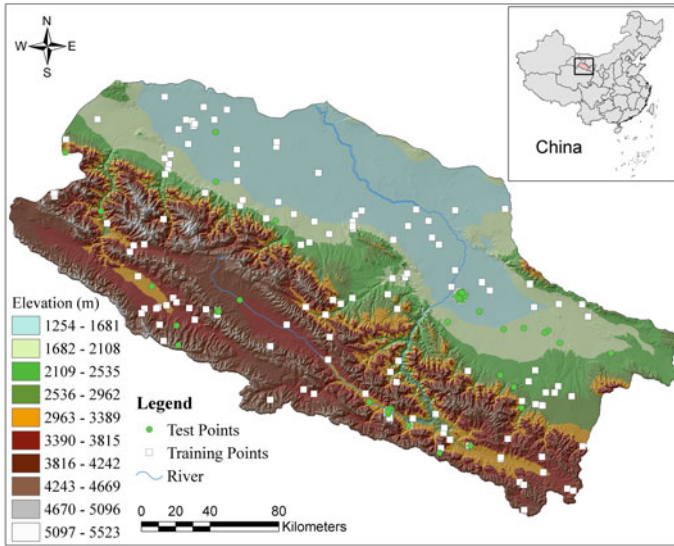 N
W E
S
China
Elevation (m)
1254 - 1681
1682 - 2108
2109 - 2535
2536 - 2962
2963 - 3389
3390 - 3815
3816 - 4242
4243 - 4669
4670 - 5096
5097 - 5523
Legend
Test Points
Training Points
River
0 20 40 60 80
Kilometers